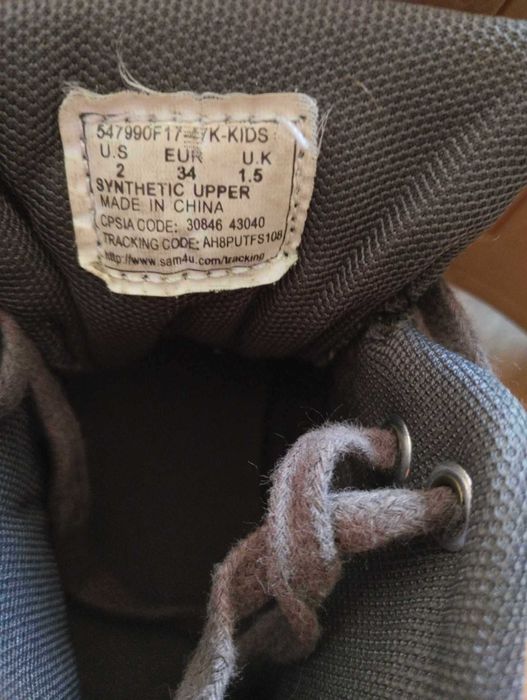 547990F17-47K-KIDS
U.S EUR U.K
2 34 1.5
SYNTHETIC UPPER
MADE IN CHINA
CPSIA CODE: 30846 43040
TRACKING CODE: AH8PUTFS108
http://www.sam4u.com/tracking